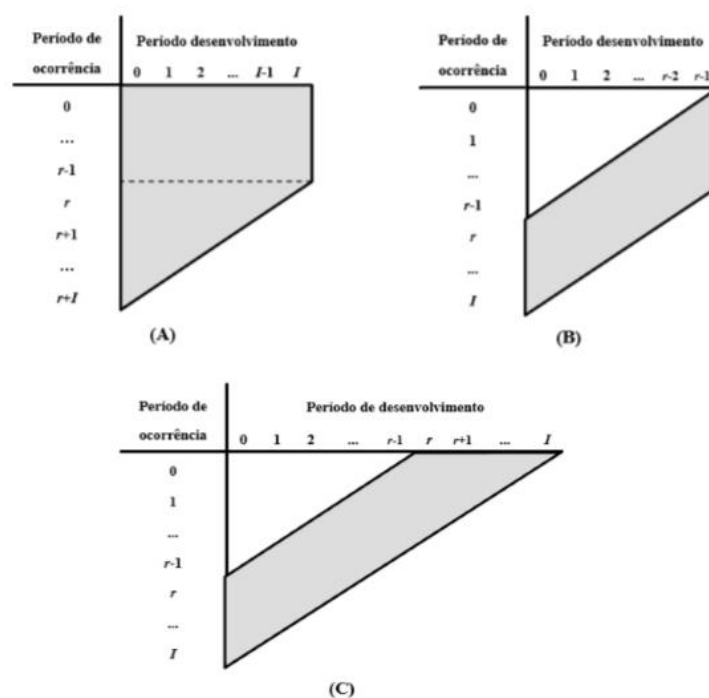 Período de ocorrência
Período desenvolvimento
0 1 2 ... I-1 I
0
...
r-1
r
r+1
...
r+I
(A)
Período de ocorrência
Período desenvolvimento
0 1 2 ... r-2 r-1
0
1
...
r-1
r
...
I
(B)
Período de ocorrência
Período de desenvolvimento
0 1 2 ... r-1 r r+1 ... I
0
1
...
r-1
r
...
I
(C)